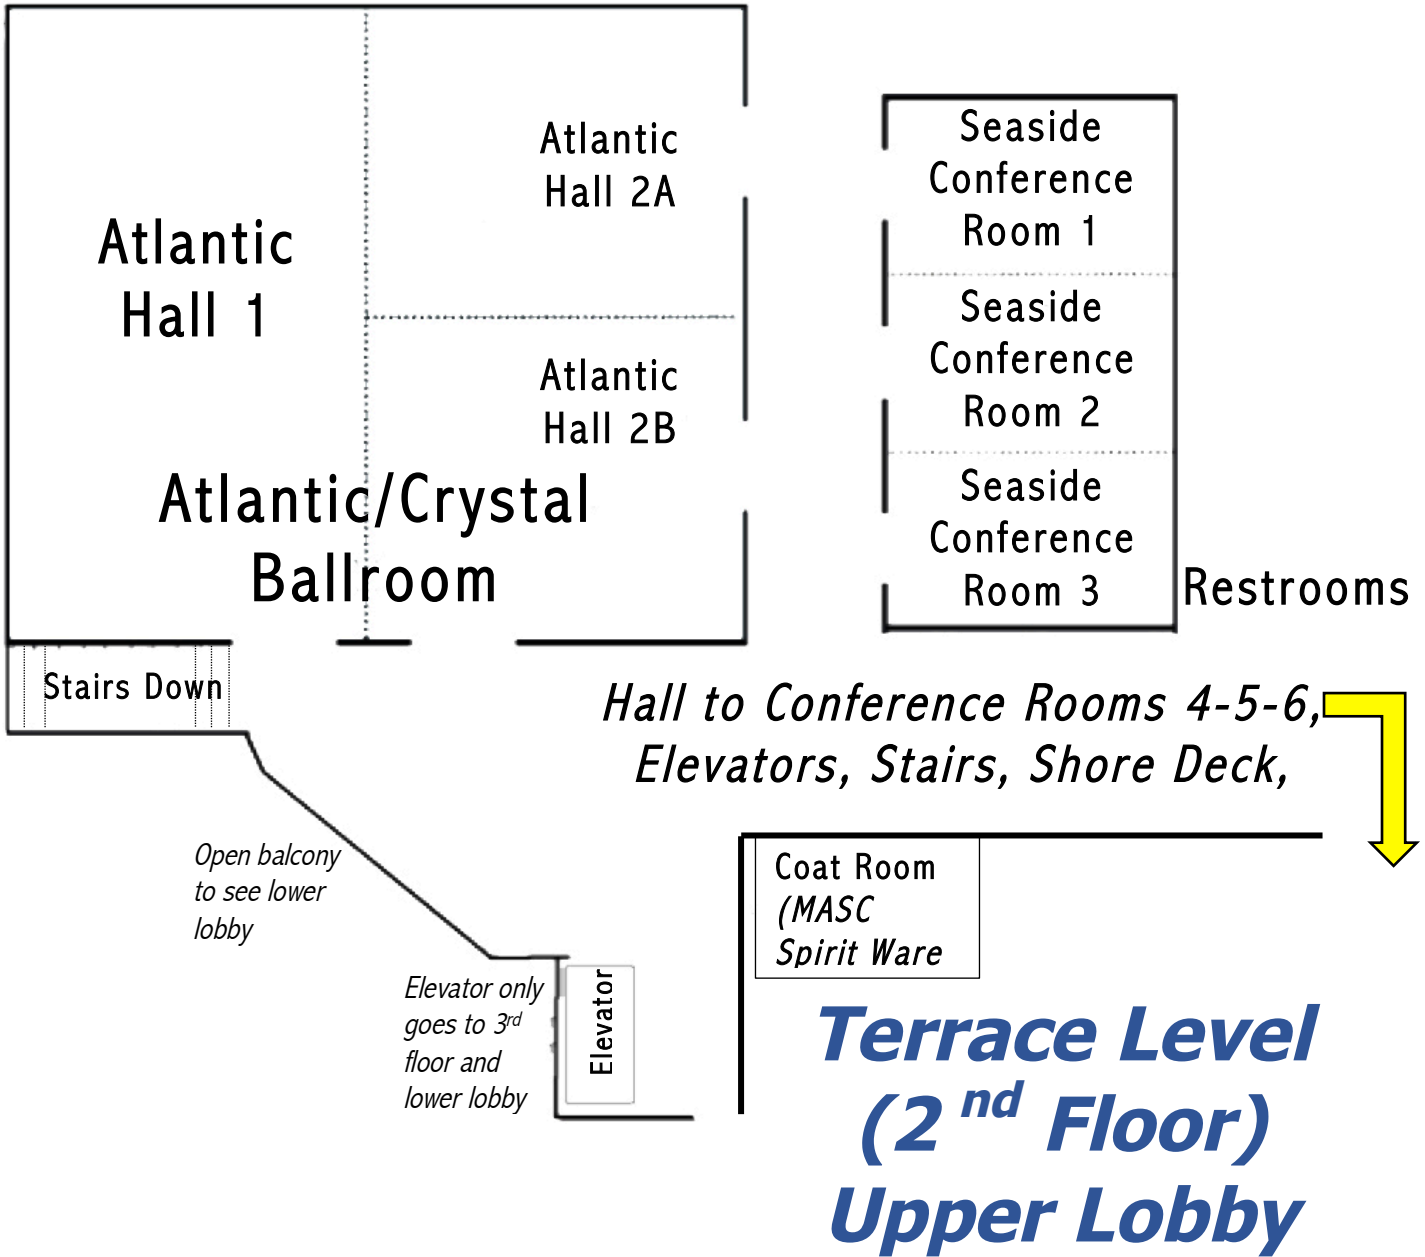 Atlantic
Hall 1
Atlantic
Hall 2A
Atlantic
Hall 2B
Atlantic/Crystal
Ballroom
Seaside
Conference
Room 1
Seaside
Conference
Room 2
Seaside
Conference
Room 3
Restrooms
Stairs Down
Hall to Conference Rooms 4-5-6,
Elevators, Stairs, Shore Deck,
Open balcony
to see lower
lobby
Coat Room
(MASC
Spirit Ware
Elevator only
goes to 3rd
floor and
lower lobby
Elevator
Terrace Level
(2 nd Floor)
Upper Lobby